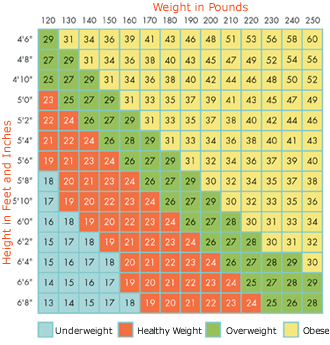 Weight in Pounds
120 130 140 150 160 170 180 190 200 210 220 230 240 250
Height in Feet and Inches
4'6" 29 31 34 36 39 41 43 46 48 51 53 56 58 60
4'8" 27 29 31 34 36 38 40 43 45 47 49 52 54 56
4'10" 25 27 29 31 34 36 38 40 42 44 46 48 50 52
5'0" 23 25 27 29 31 33 35 37 39 41 43 45 47 49
5'2" 22 24 26 27 29 31 33 35 37 38 40 42 44 46
5'4" 21 22 24 26 28 29 31 33 34 36 38 40 41 43
5'6" 19 21 23 24 26 27 29 31 32 34 36 37 39 40
5'8" 18 20 21 23 24 26 27 29 30 32 34 35 37 38
5'10" 17 19 20 22 23 24 26 27 29 30 32 33 35 36
6'0" 16 18 19 20 22 23 24 26 27 28 30 31 33 34
6'2" 15 17 18 19 21 22 23 24 26 27 28 30 31 32
6'4" 15 16 17 18 20 21 22 23 24 26 27 28 29 30
6'6" 14 15 16 17 19 20 21 22 23 24 25 27 28 29
6'8" 13 14 15 17 18 19 20 21 22 23 24 25 26 28
Underweight Healthy Weight Overweight Obese